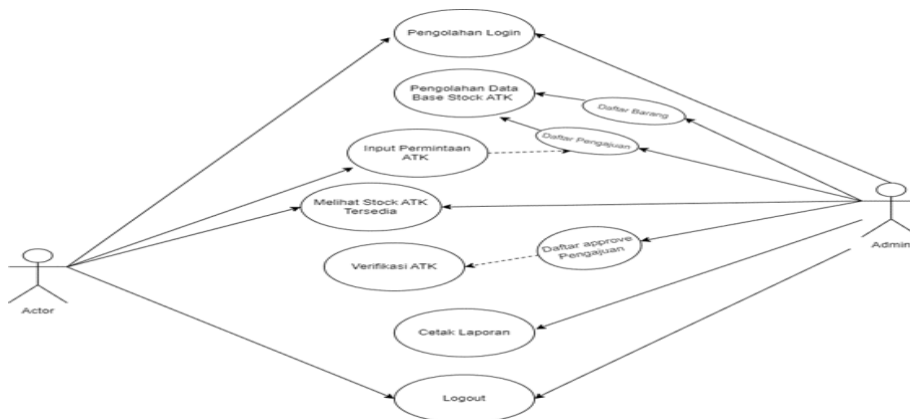 Pengolahan Login
Pengolahan Data
Base Stock ATK
Daftar Barang
Daftar Pengajuan
Input Permintaan
ATK
Melihat Stock ATK
Tersedia
Admin
Daftar approve
Pengajuan
Verifikasi ATK
Actor
Cetak Laporan
Logout